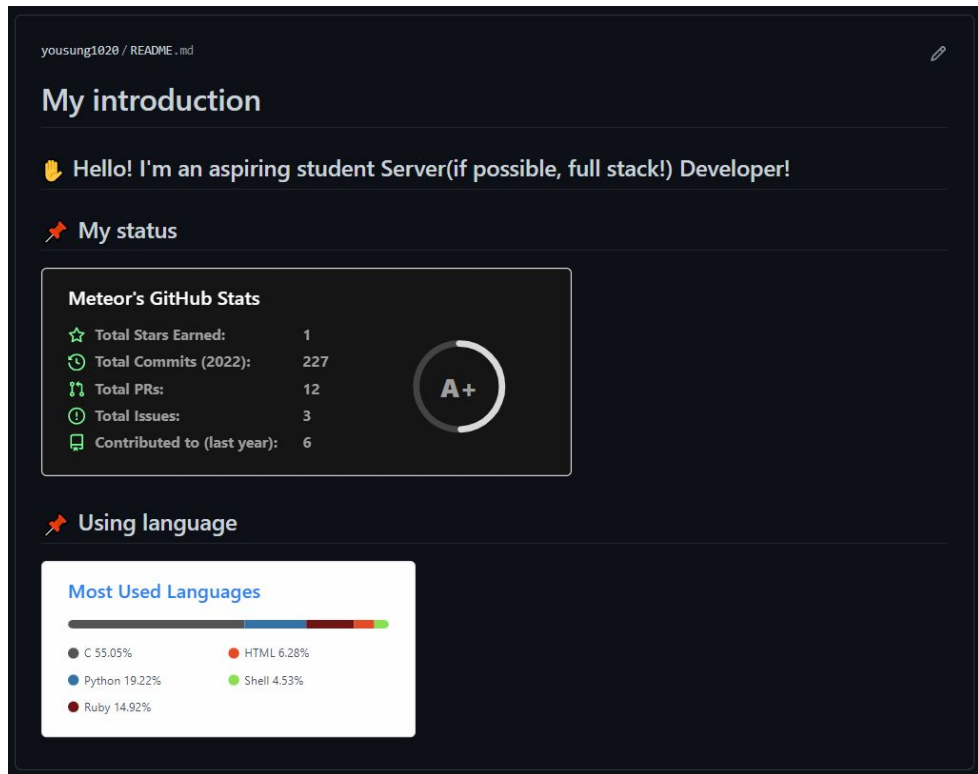 yousung1020/README.md
My introduction
✋ Hello! I'm an aspiring student Server(if possible, full stack!) Developer!
📌 My status
Meteor's GitHub Stats
Total Stars Earned: 1
Total Commits (2022): 227
Total PRs: 12
Total Issues: 3
Contributed to (last year): 6
A+
📌 Using language
Most Used Languages
C 55.05%
HTML 6.28%
Python 19.22%
Shell 4.53%
Ruby 14.92%